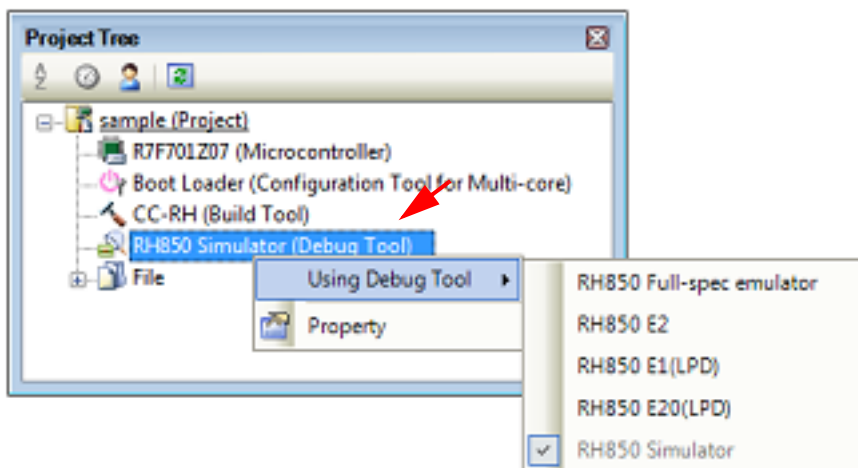 Project Tree
sample (Project)
R7F701Z07 (Microcontroller)
Boot Loader (Configuration Tool for Multi-core)
CC-RH (Build Tool)
RH850 Simulator (Debug Tool)
File
Using Debug Tool
Property
RH850 Full-spec emulator
RH850 E2
RH850 E1(LPD)
RH850 E20(LPD)
RH850 Simulator